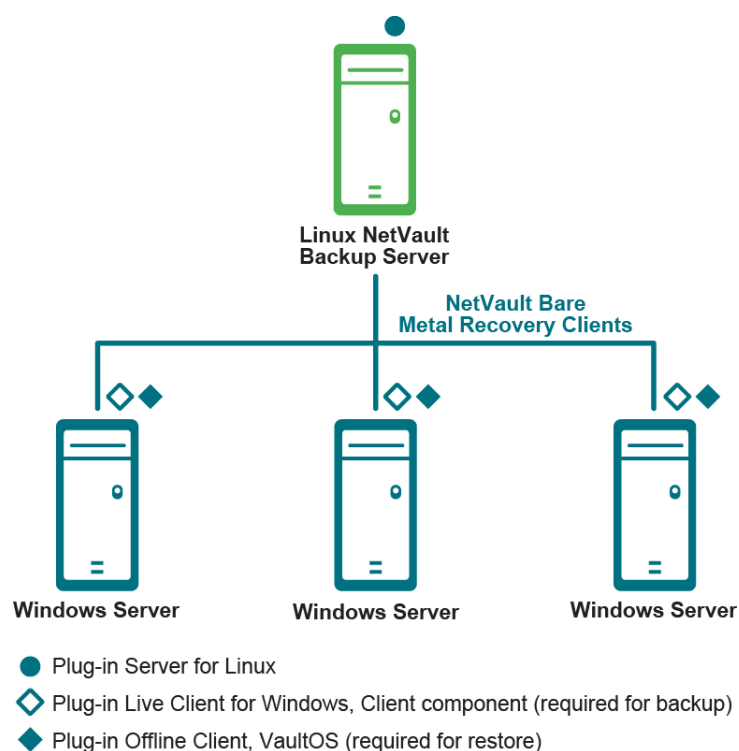 Linux NetVault
Backup Server
NetVault Bare
Metal Recovery Clients
Windows Server
Windows Server
Windows Server
Plug-in Server for Linux
Plug-in Live Client for Windows, Client component (required for backup)
Plug-in Offline Client, VaultOS (required for restore)